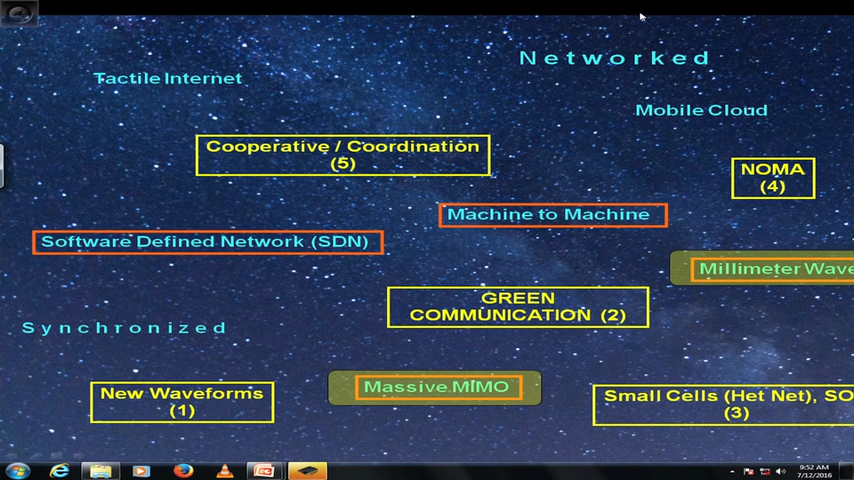 Networked
Tactile Internet
Mobile Cloud
Cooperative / Coordination
(5)
NOMA
(4)
Machine to Machine
Software Defined Network (SDN)
Millimeter Wave
GREEN
COMMUNICATION (2)
Synchronized
Massive MIMO
New Waveforms
(1)
Small Cells (Het Net), SO
(3)
9:52 AM
7/12/2016